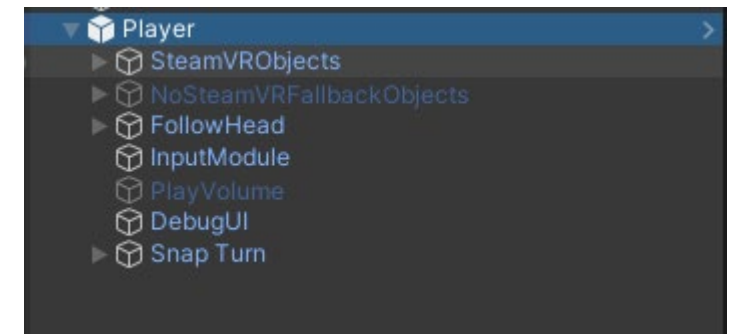 Player
SteamVRObjects
NoSteamVRFallbackObjects
FollowHead
InputModule
PlayVolume
DebugUI
Snap Turn